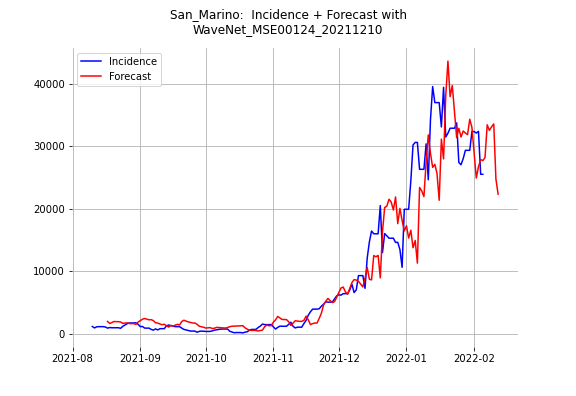 San_Marino:  Incidence + Forecast with
WaveNet_MSE00124_20211210
Incidence
Forecast
40000
30000
20000
10000
0
2021-08 2021-09 2021-10 2021-11 2021-12 2022-01 2022-02